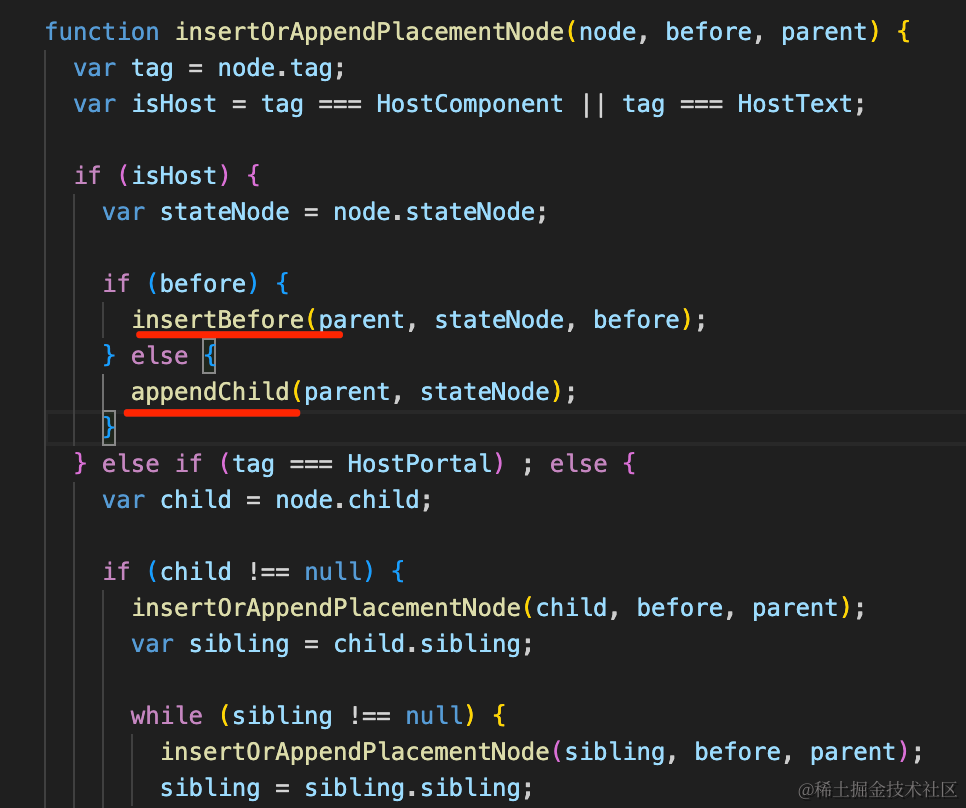 function insertOrAppendPlacementNode(node, before, parent) {
var tag = node.tag;
var isHost = tag === HostComponent || tag === HostText;
if (isHost) {
var stateNode = node.stateNode;
if (before) {
insertBefore(parent, stateNode, before);
} else {
appendChild(parent, stateNode);
}
} else if (tag === HostPortal) ; else {
var child = node.child;
if (child !== null) {
insertOrAppendPlacementNode(child, before, parent);
var sibling = child.sibling;
while (sibling !== null) {
insertOrAppendPlacementNode(sibling, before, parent);
sibling = sibling.sibling;
@稀土掘金技术社区